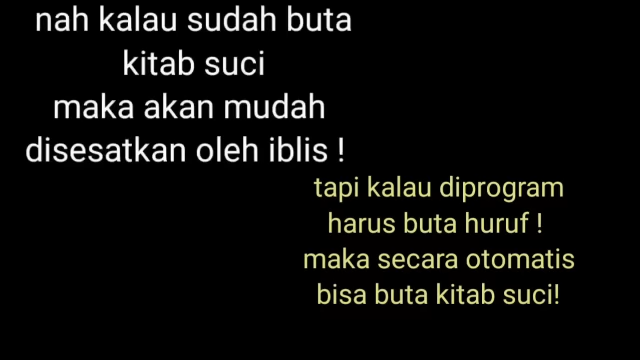 nah kalau sudah buta
kitab suci
maka akan mudah
disesatkan oleh iblis !
tapi kalau diprogram
harus buta huruf !
maka secara otomatis
bisa buta kitab suci!